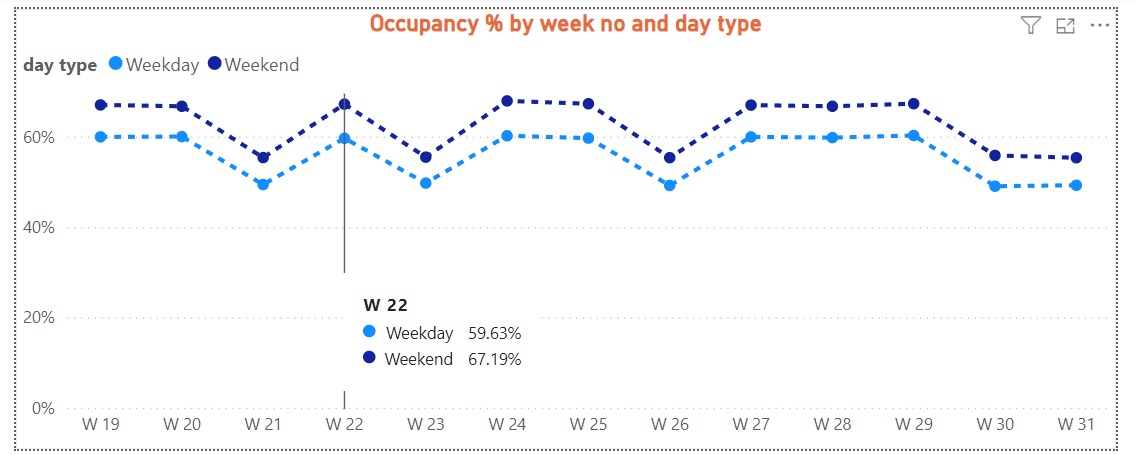 Occupancy % by week no and day type
day type Weekday Weekend
60%
40%
20%
0%
W 22
Weekday 59.63%
Weekend 67.19%
W 19 W 20 W 21 W 22 W 23 W 24 W 25 W 26 W 27 W 28 W 29 W 30 W 31